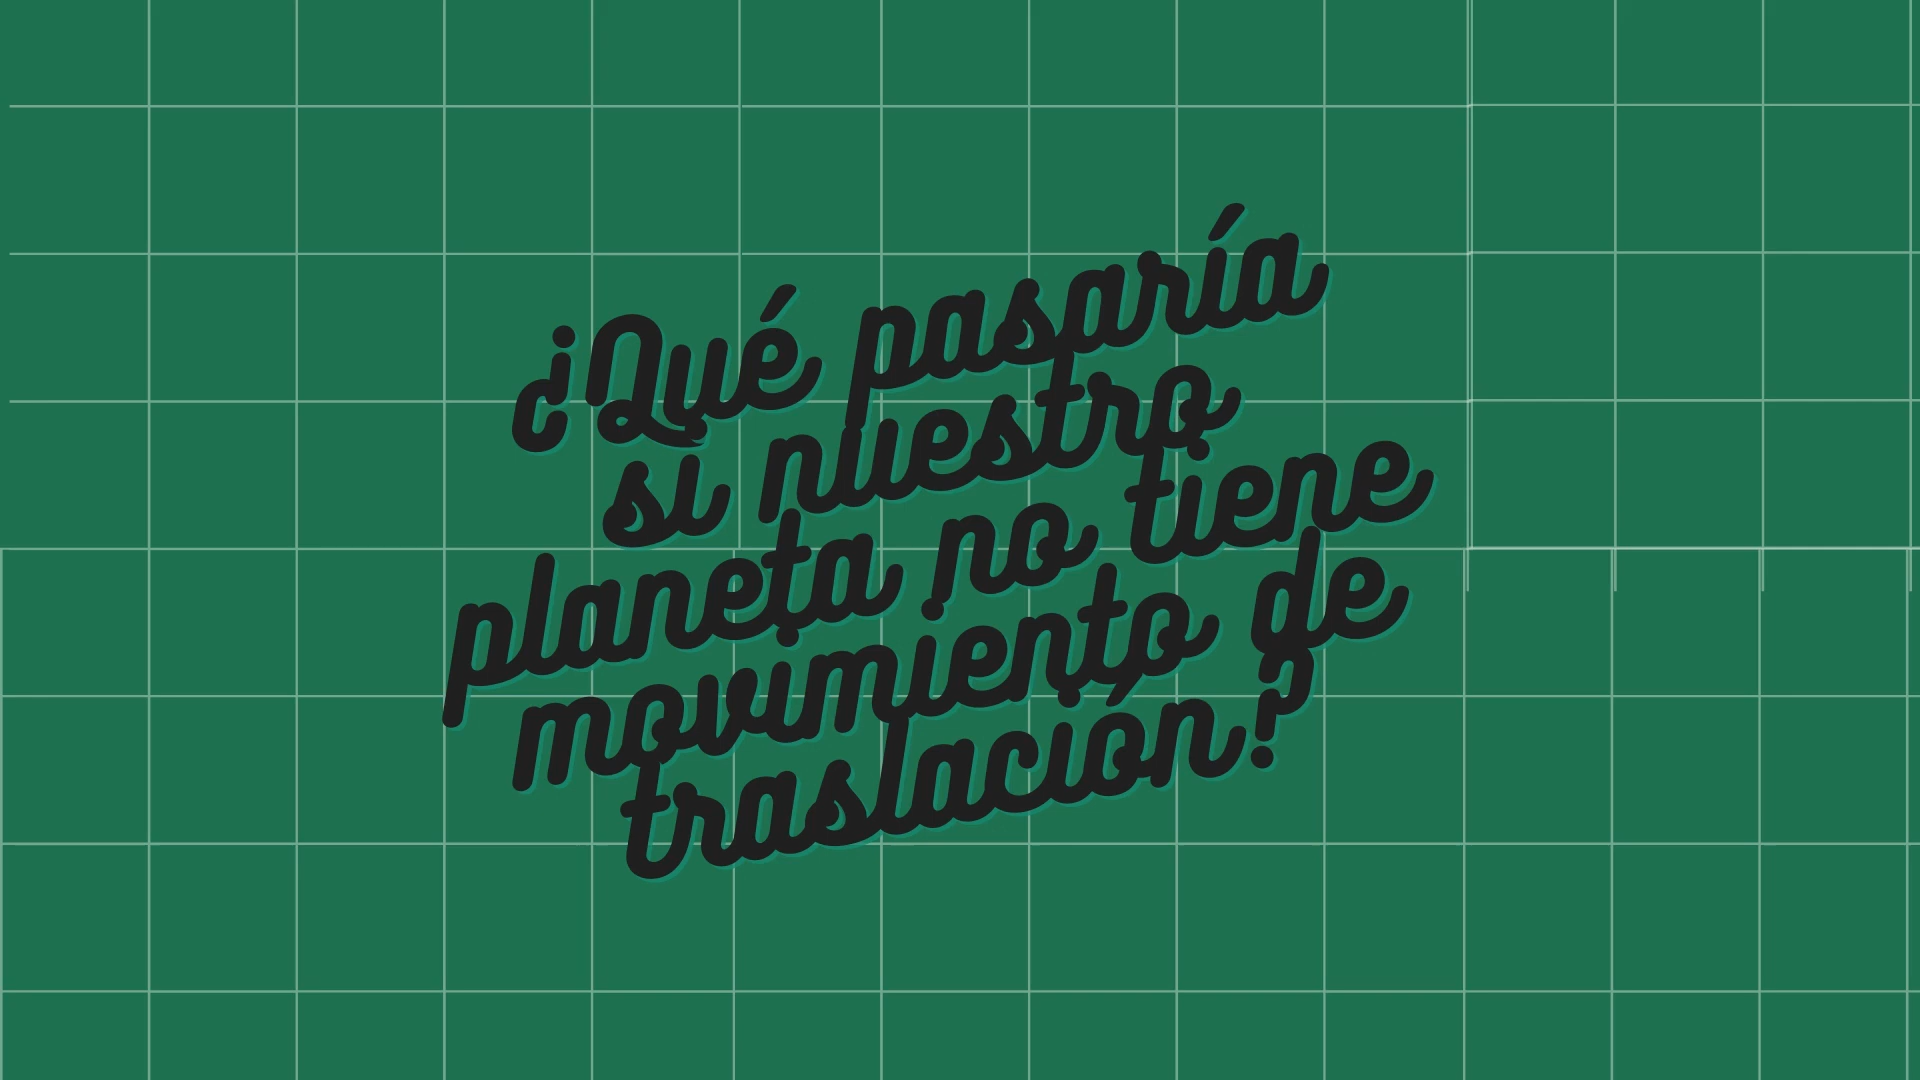 ¿Qué pasaría
si nuestro
planeta no tiene
movimiento de
traslación?